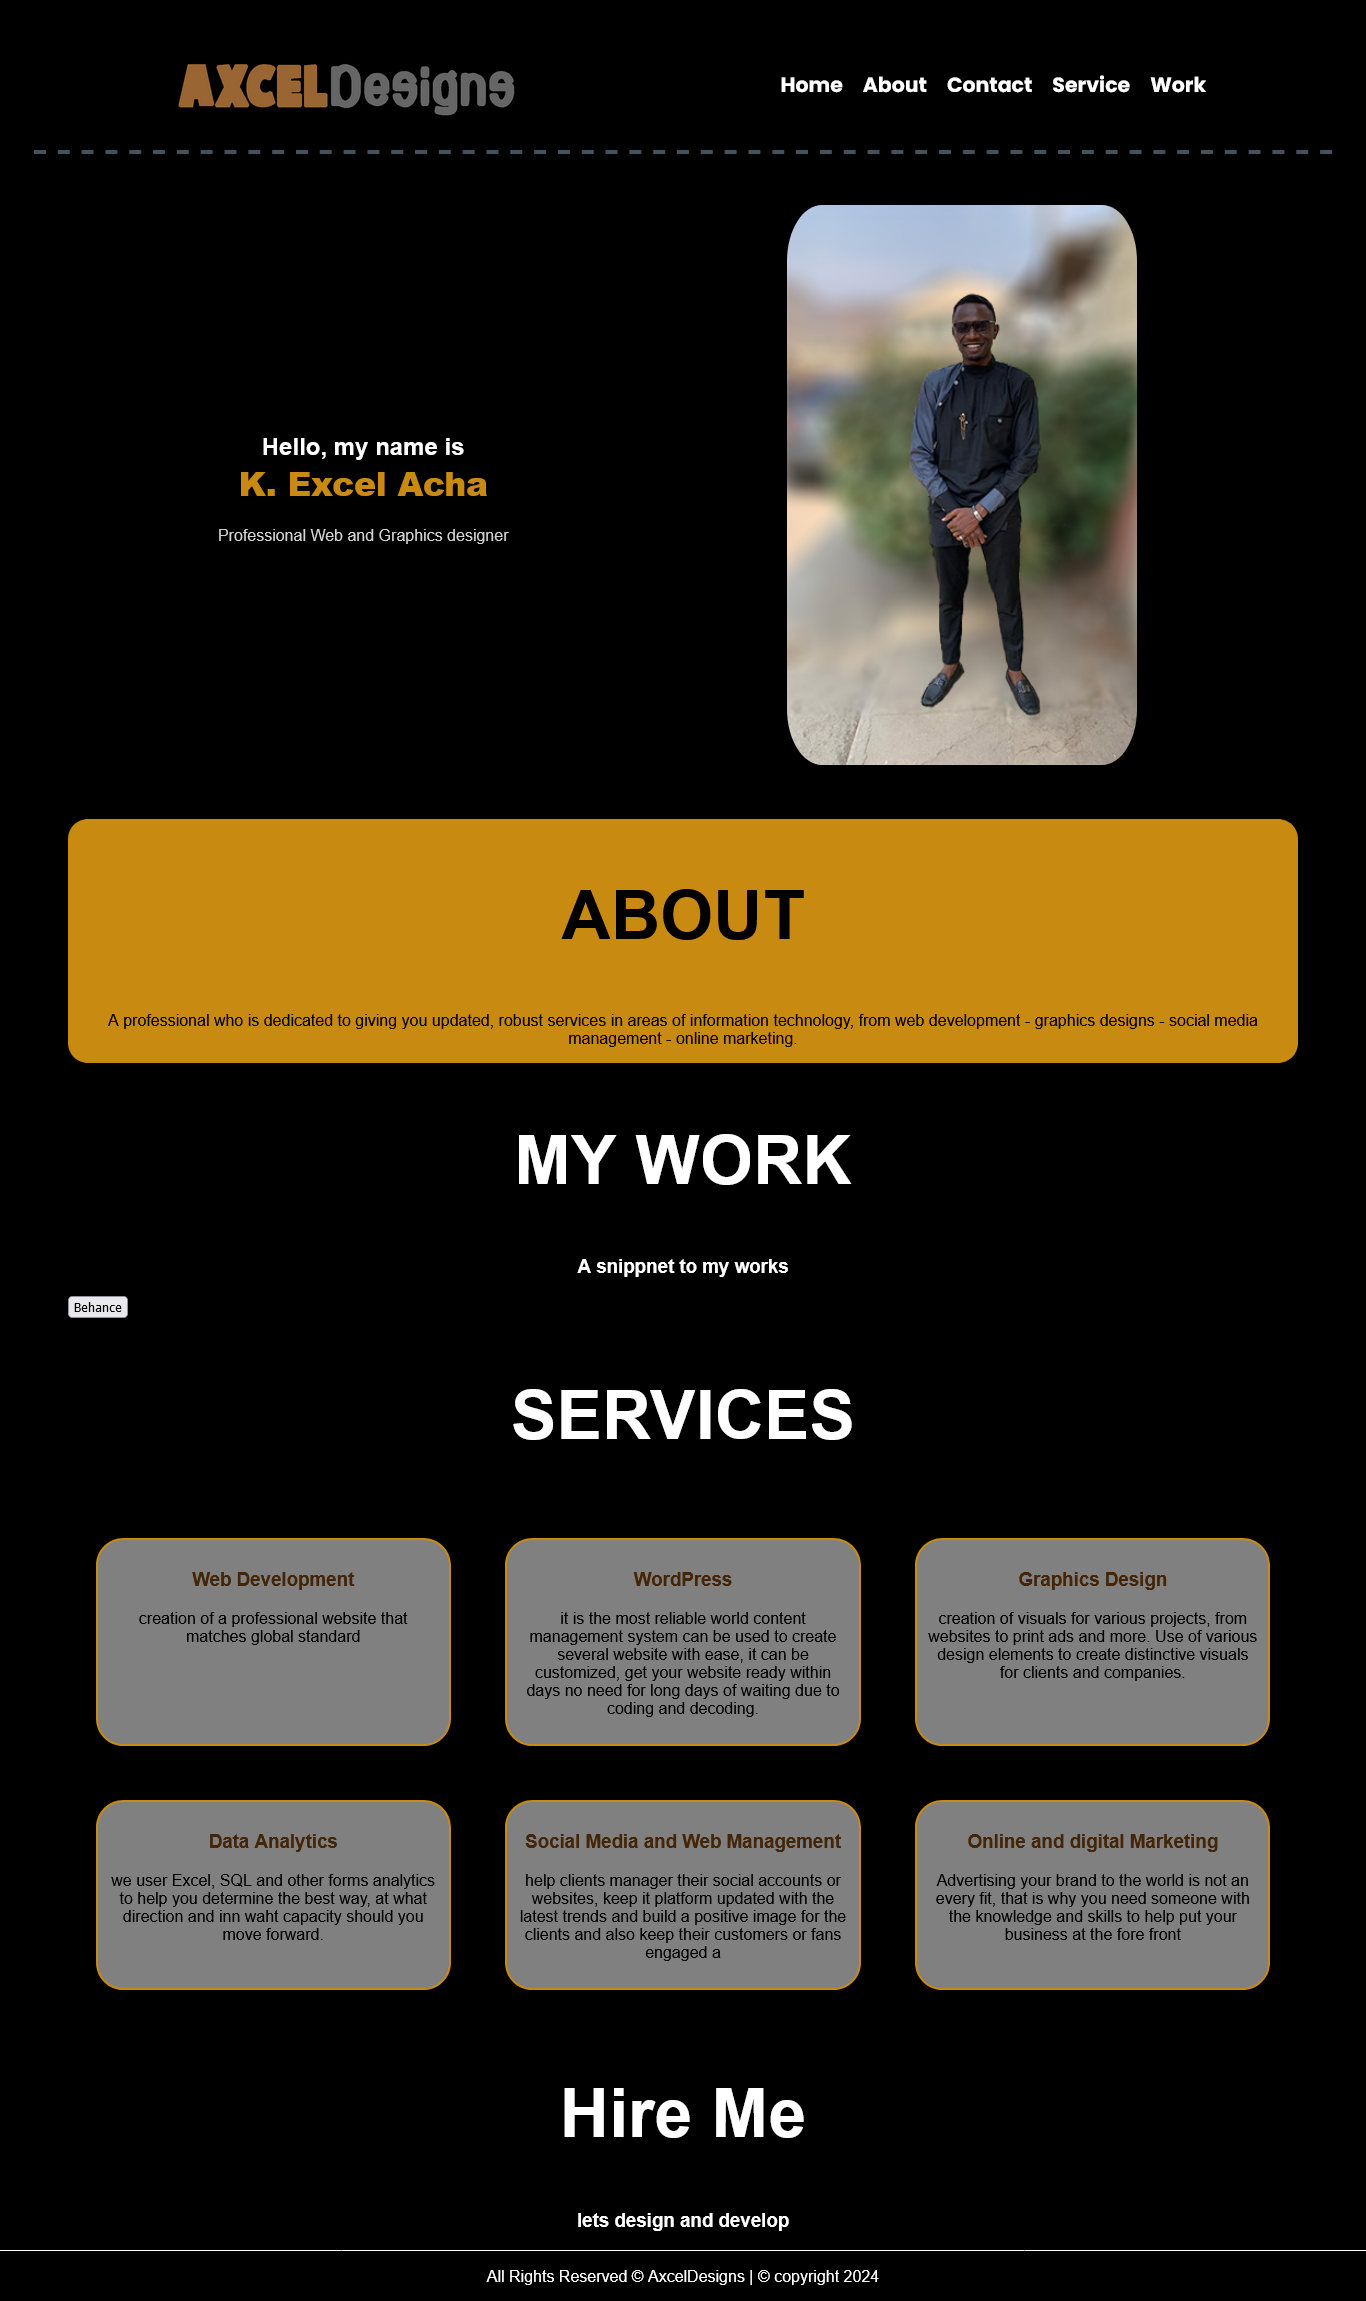 AXCELDesigns
Home About Contact Service Work
Hello, my name is
K. Excel Acha
Professional Web and Graphics designer
ABOUT
A professional who is dedicated to giving you updated, robust services in areas of information technology, from web development - graphics designs - social media
management - online marketing.
MY WORK
A snippnet to my works
Behance
SERVICES
Web Development
creation of a professional website that
matches global standard
WordPress
it is the most reliable world content
management system can be used to create
several website with ease, it can be
customized, get your website ready within
days no need for long days of waiting due to
coding and decoding.
Graphics Design
creation of visuals for various projects, from
websites to print ads and more. Use of various
design elements to create distinctive visuals
for clients and companies.
Data Analytics
we user Excel, SQL and other forms analytics
to help you determine the best way, at what
direction and inn waht capacity should you
move forward.
Social Media and Web Management
help clients manager their social accounts or
websites, keep it platform updated with the
latest trends and build a positive image for the
clients and also keep their customers or fans
engaged a
Online and digital Marketing
Advertising your brand to the world is not an
every fit, that is why you need someone with
the knowledge and skills to help put your
business at the fore front
Hire Me
lets design and develop
All Rights Reserved © AxcelDesigns | © copyright 2024